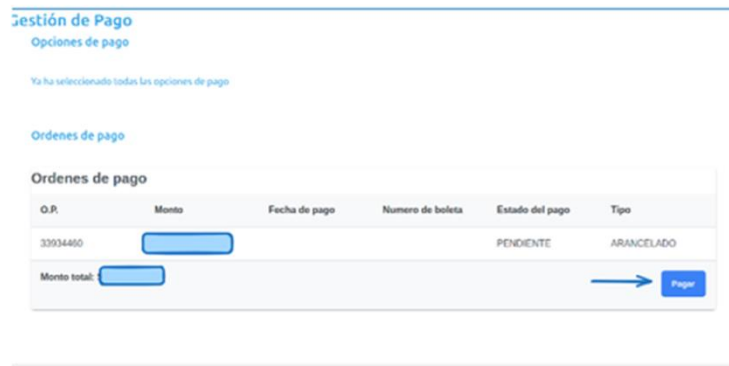 Gestión de Pago
Opciones de pago
Ya ha seleccionado todas las opciones de pago
Ordenes de pago
Ordenes de pago
O.P. Monto Fecha de pago Numero de boleta Estado del pago Tipo
33934460 PENDIENTE ARANCELADO
Monto total:
Pagar